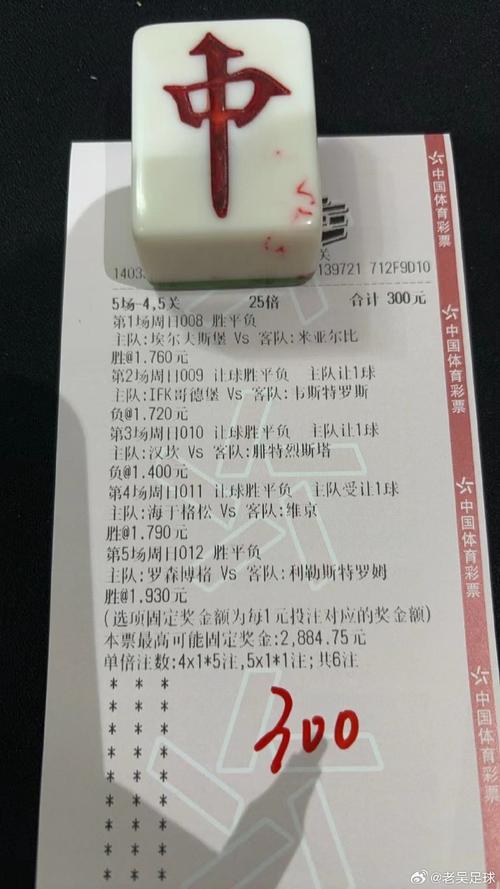 中
关
1403
139721 712F9D10
5场-4,5关 25倍 合计 300元
第1场周日008 胜平负
主队:埃尔夫斯堡 Vs 客队:米亚尔比
胜@1.760元
第2场周日009 让球胜平负 主队让1球
主队:IFK哥德堡 Vs 客队:韦斯特罗斯
负@1.720元
第3场周日010 让球胜平负 主队让1球
主队:汉坎 Vs 客队:腓特烈斯塔
负@1.400元
第4场周日011 让球胜平负 主队受让1球
主队:海于格松 Vs 客队:维京
胜@1.790元
第5场周日012 胜平负
主队:罗森博格 Vs 客队:利勒斯特罗姆
胜@1.930元
(选项固定奖金额为每1元投注对应的奖金额)
本票最高可能固定奖金:2,884.75元
单倍注数:4x1*5注,5x1*1注;共6注
* * *
* * *
* * *
* * *
* * *
* * *
* * *
* * *
* * *
300
中国体育彩票
中国体育彩票
中国体育彩票
中国体育彩票
@老吴足球